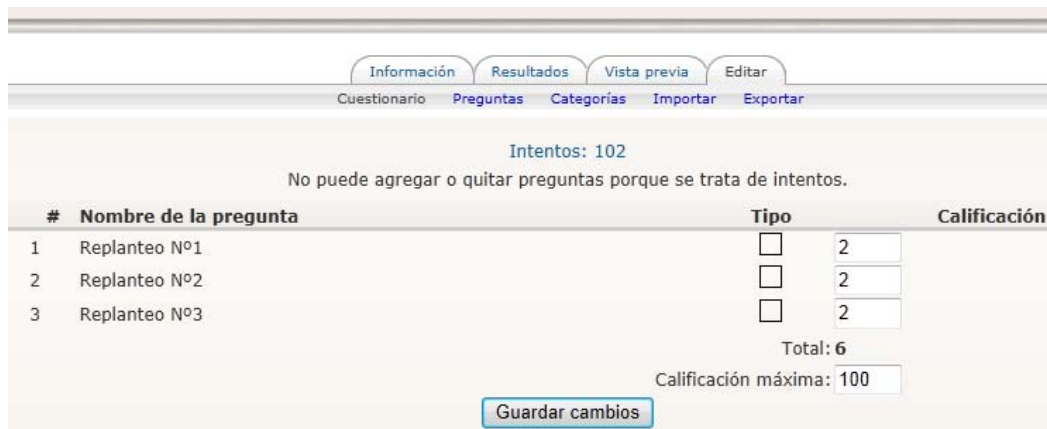 Información Resultados Vista previa Editar
Cuestionario Preguntas Categorías Importar Exportar
Intentos: 102
No puede agregar o quitar preguntas porque se trata de intentos.
# Nombre de la pregunta Tipo Calificación
1 Replanteo Nº1 2
2 Replanteo Nº2 2
3 Replanteo Nº3 2
Total: 6
Calificación máxima: 100
Guardar cambios